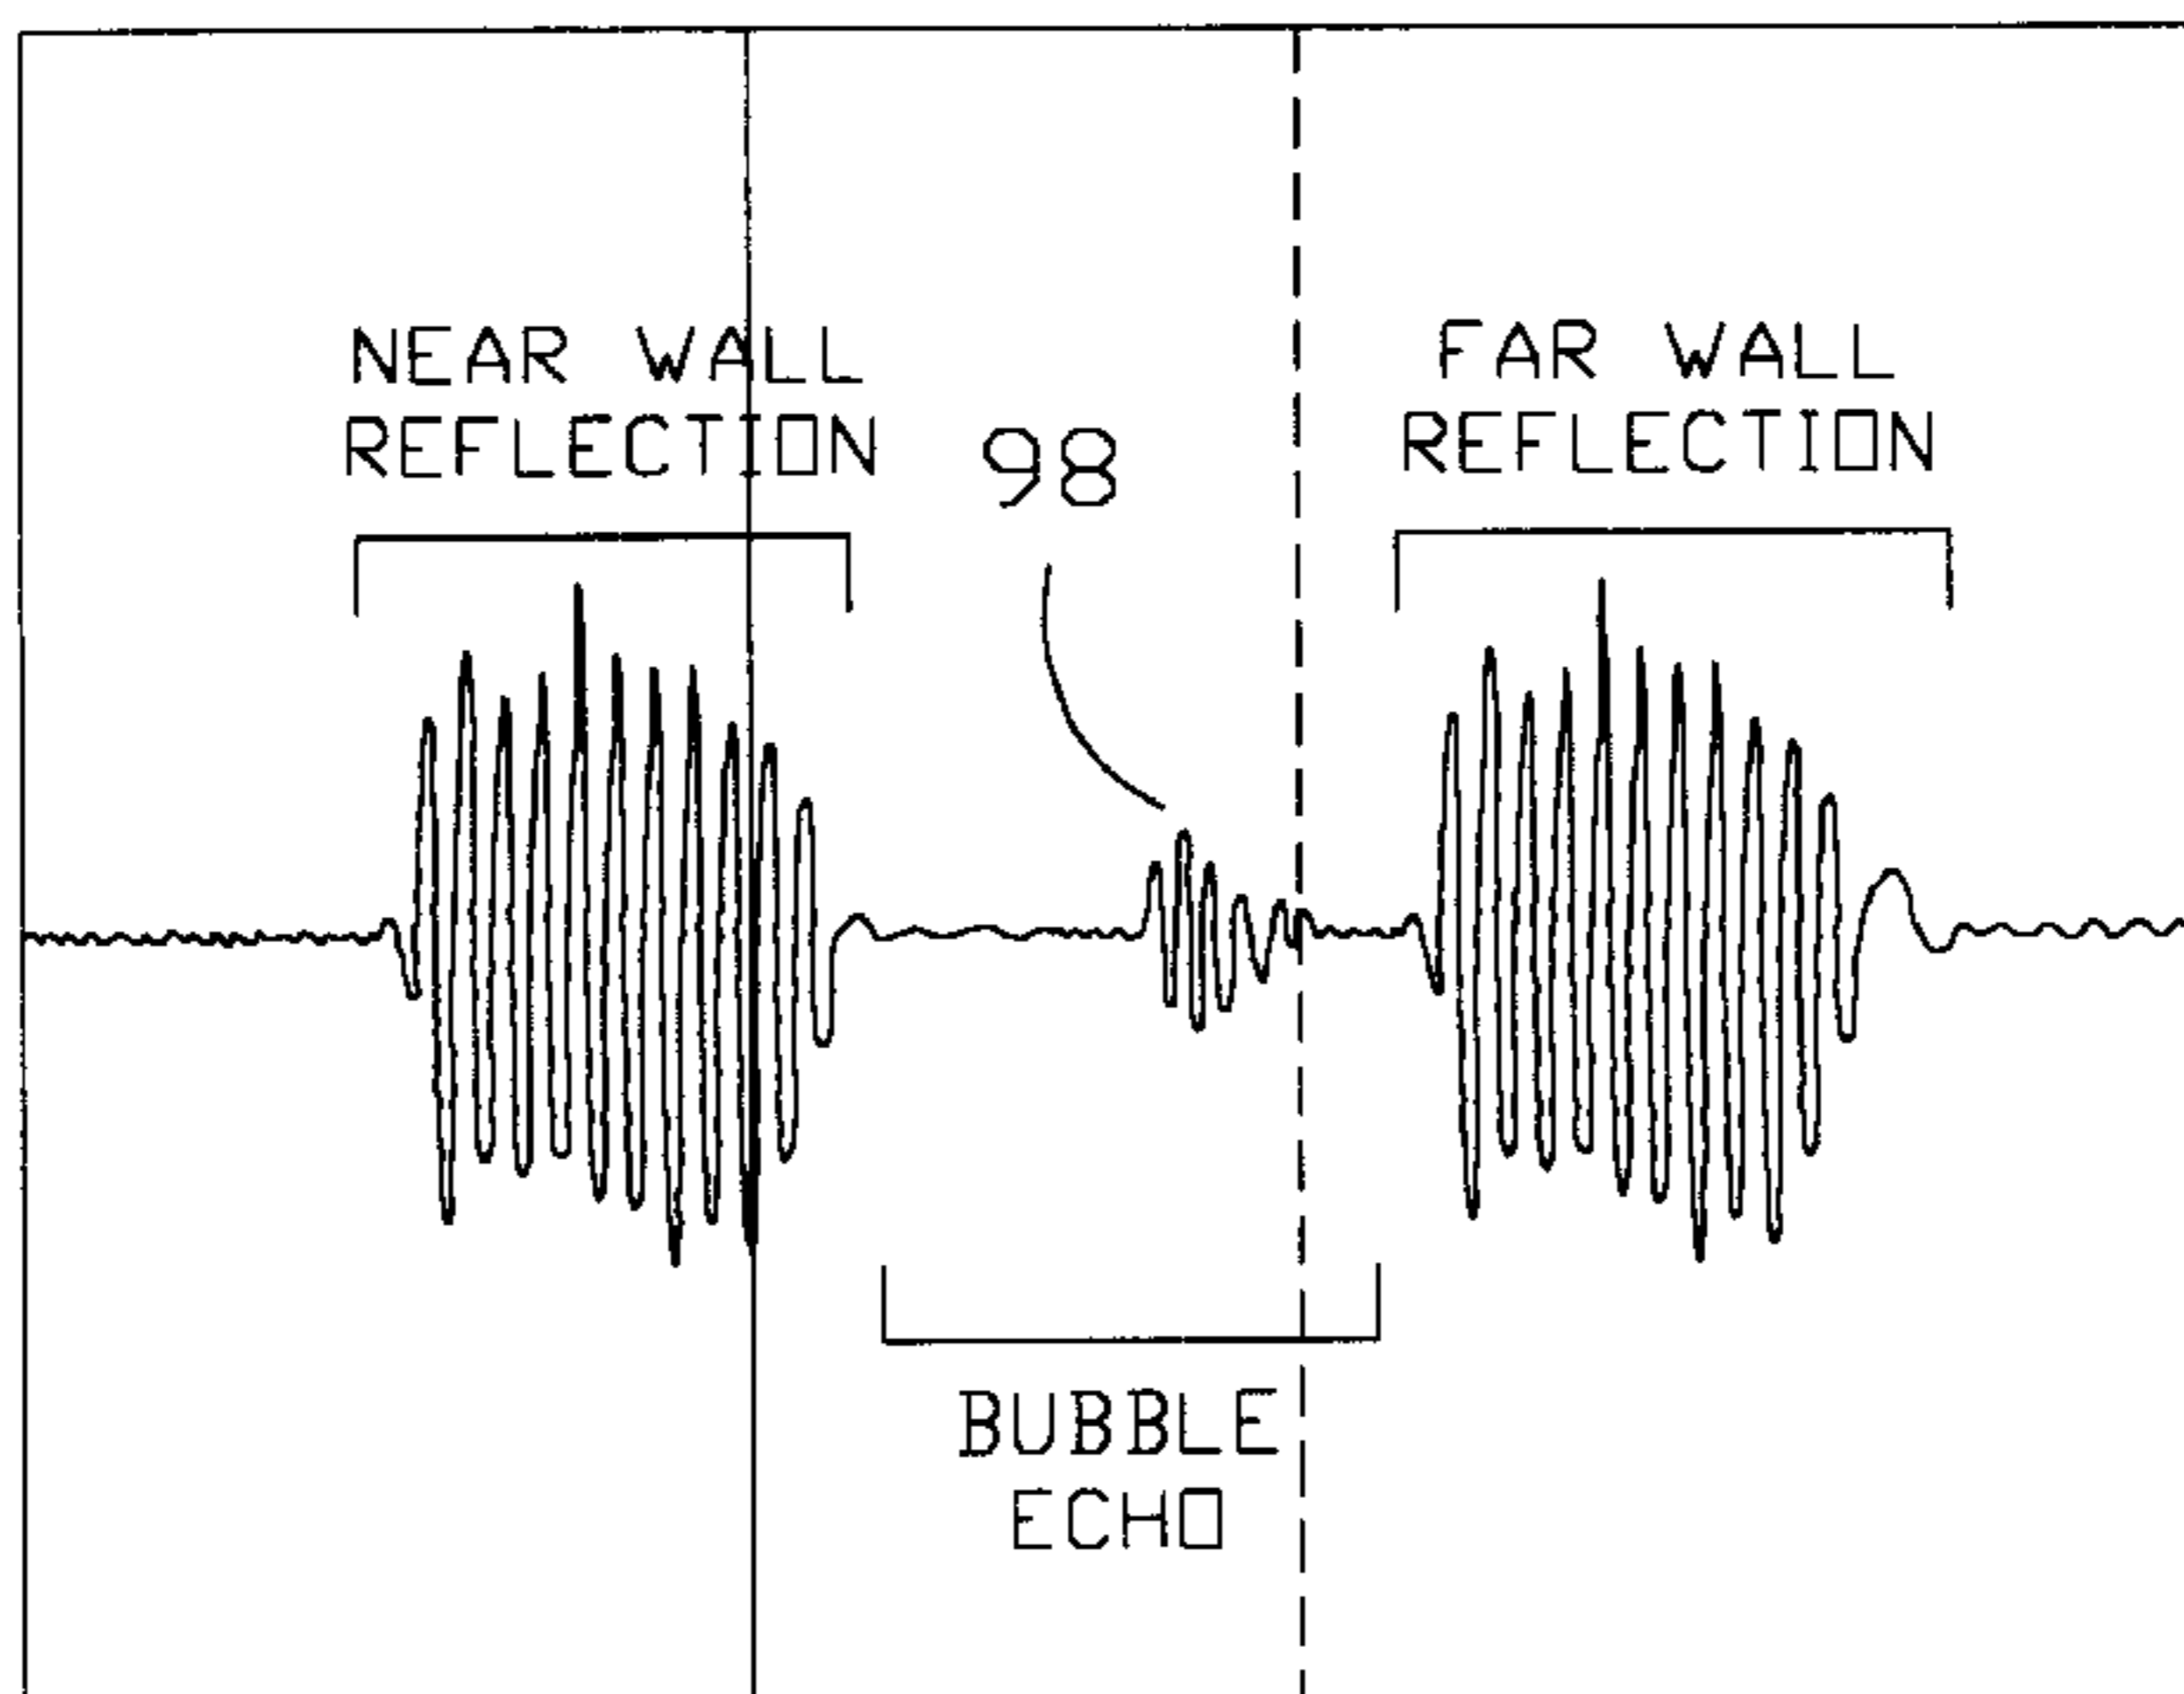 NEAR WALL
REFLECTION
98
FAR WALL
REFLECTION
BUBBLE
ECHO